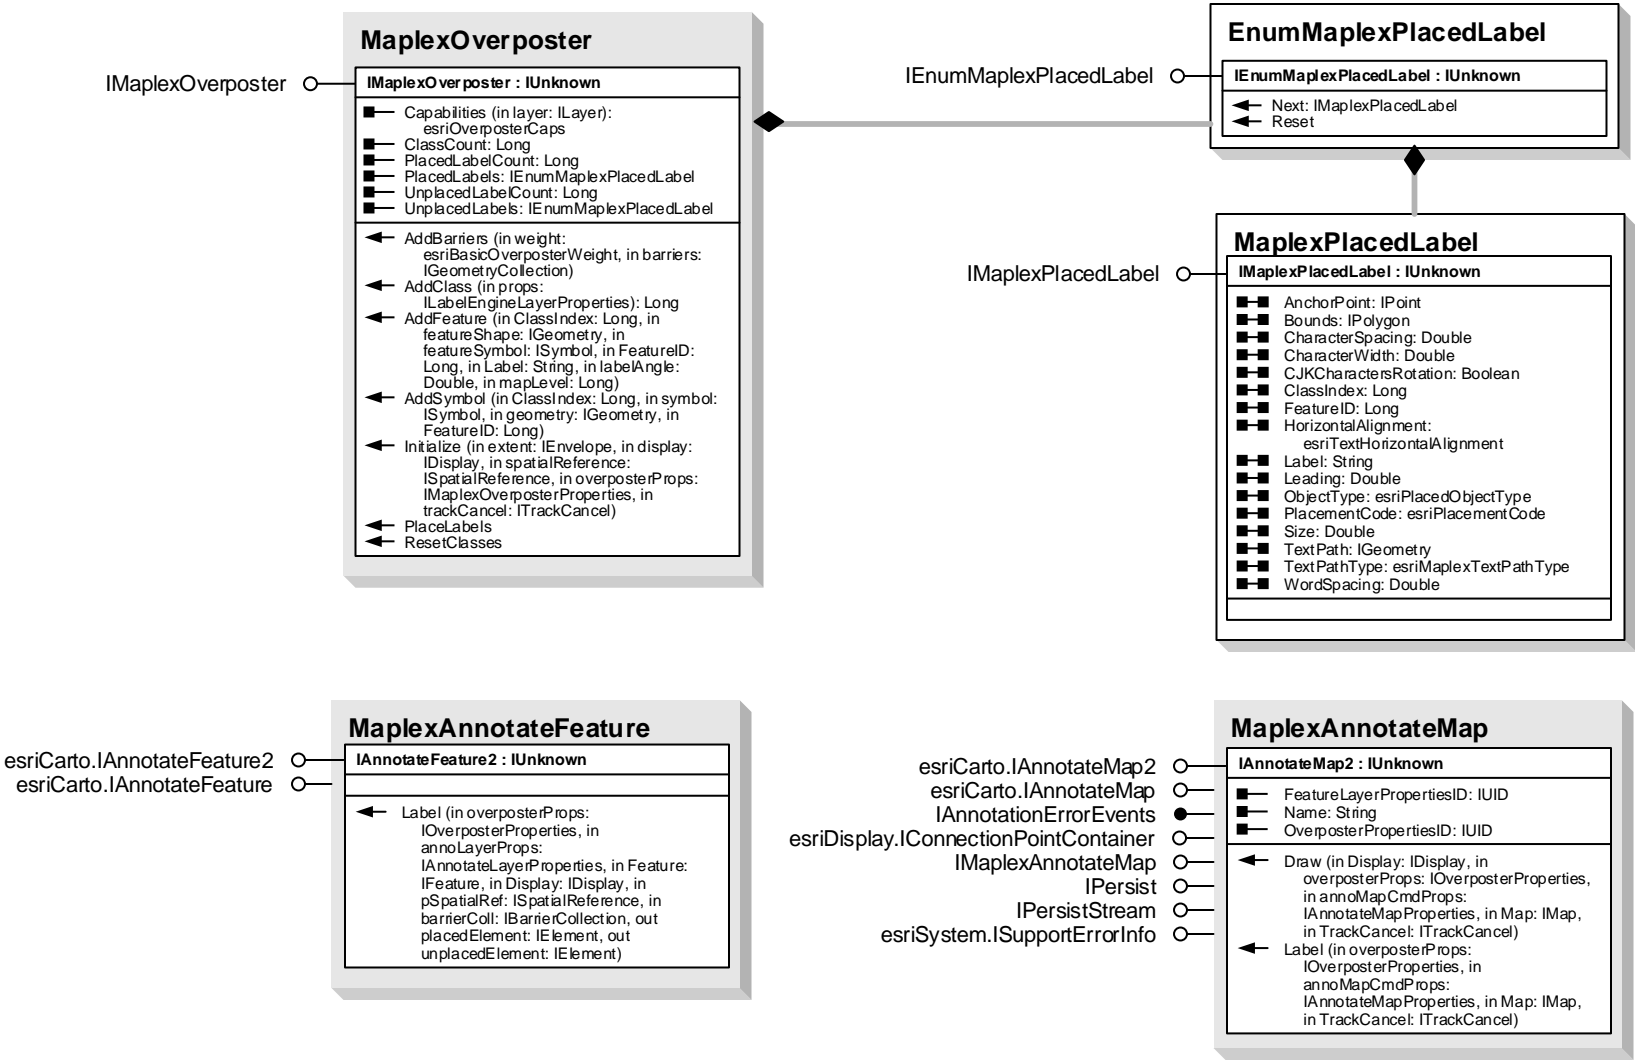 MaplexOverposter
IMaplexOverposter
IMaplexOverposter : IUnknown
Capabilities (in layer: ILayer):
esriOverposterCaps
ClassCount: Long
PlacedLabelCount: Long
PlacedLabels: IEnumMaplexPlacedLabel
UnplacedLabelCount: Long
UnplacedLabels: IEnumMaplexPlacedLabel
AddBarriers (in weight:
esriBasicOverposterWeight, in barriers:
IGeometryCollection)
AddClass (in props:
ILabelEngineLayerProperties): Long
AddFeature (in ClassIndex: Long, in
featureShape: IGeometry, in
featureSymbol: ISymbol, in FeatureID:
Long, in Label: String, in labelAngle:
Double, in mapLevel: Long)
AddSymbol (in ClassIndex: Long, in symbol:
ISymbol, in geometry: IGeometry, in
FeatureID: Long)
Initialize (in extent: IEnvelope, in display:
IDisplay, in spatialReference:
ISpatialReference, in overposterProps:
IMaplexOverposterProperties, in
trackCancel: ITrackCancel)
PlaceLabels
ResetClasses
EnumMaplexPlacedLabel
IEnumMaplexPlacedLabel
IEnumMaplexPlacedLabel : IUnknown
Next: IMaplexPlacedLabel
Reset
MaplexPlacedLabel
IMaplexPlacedLabel
IMaplexPlacedLabel : IUnknown
AnchorPoint: IPoint
Bounds: IPolygon
CharacterSpacing: Double
CharacterWidth: Double
CJKCharactersRotation: Boolean
ClassIndex: Long
FeatureID: Long
HorizontalAlignment:
esriTextHorizontalAlignment
Label: String
Leading: Double
ObjectType: esriPlacedObjectType
PlacementCode: esriPlacementCode
Size: Double
TextPath: IGeometry
TextPathType: esriMaplexTextPathType
WordSpacing: Double
MaplexAnnotateFeature
esriCarto.IAnnotateFeature2
esriCarto.IAnnotateFeature
IAnnotateFeature2 : IUnknown
Label (in overposterProps:
IOverposterProperties, in
annoLayerProps:
IAnnotateLayerProperties, in Feature:
IFeature, in Display: IDisplay, in
pSpatialRef: ISpatialReference, in
barrierColl: IBarrierCollection, out
placedElement: IElement, out
unplacedElement: IElement)
MaplexAnnotateMap
esriCarto.IAnnotateMap2
esriCarto.IAnnotateMap
IAnnotationErrorEvents
esriDisplay.IConnectionPointContainer
IMaplexAnnotateMap
IPersist
IPersistStream
esriSystem.ISupportErrorInfo
IAnnotateMap2 : IUnknown
FeatureLayerPropertiesID: IUID
Name: String
OverposterPropertiesID: IUID
Draw (in Display: IDisplay, in
overposterProps: IOverposterProperties,
in annoMapCmdProps:
IAnnotateMapProperties, in Map: IMap,
in TrackCancel: ITrackCancel)
Label (in overposterProps:
IOverposterProperties, in
annoMapCmdProps:
IAnnotateMapProperties, in Map: IMap,
in TrackCancel: ITrackCancel)